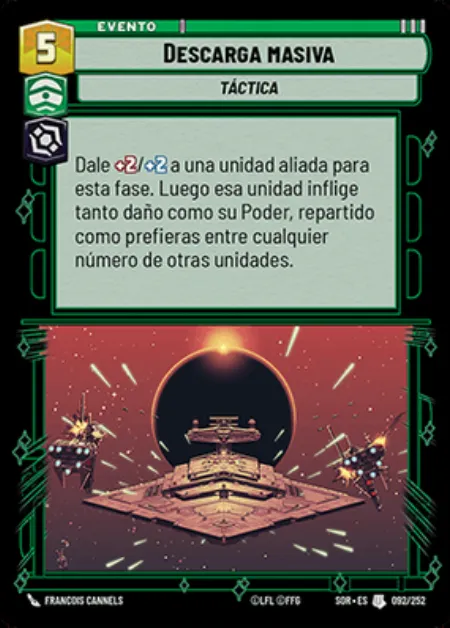 EVENTO
5
DESCARGA MASIVA
TÁCTICA
Dale +2/+2 a una unidad aliada para
esta fase. Luego esa unidad inflige
tanto daño como su Poder, repartido
como prefieras entre cualquier
número de otras unidades.
FRANCOIS CANNELS
©LFL ©FFG
SOR • ES
092/252